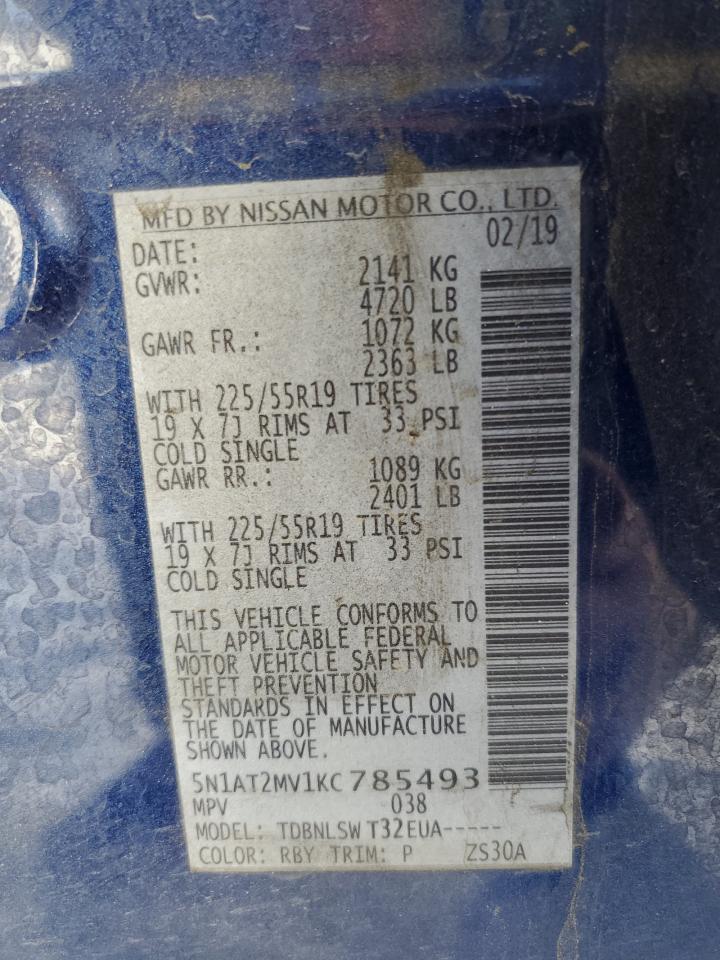 MFD BY NISSAN MOTOR CO., LTD.
DATE: 02/19
GVWR: 2141 KG
4720 LB
GAWR FR.: 1072 KG
2363 LB
WITH 225/55R19 TIRES
19 X 7J RIMS AT 33 PSI
COLD SINGLE
GAWR RR.: 1089 KG
2401 LB
WITH 225/55R19 TIRES
19 X 7J RIMS AT 33 PSI
COLD SINGLE
THIS VEHICLE CONFORMS TO
ALL APPLICABLE FEDERAL
MOTOR VEHICLE SAFETY AND
THEFT PREVENTION
STANDARDS IN EFFECT ON
THE DATE OF MANUFACTURE
SHOWN ABOVE.
5N1AT2MV1KC785493
MPV 038
MODEL: TDBNLSW T32EUA-----
COLOR: RBY TRIM: P ZS30A